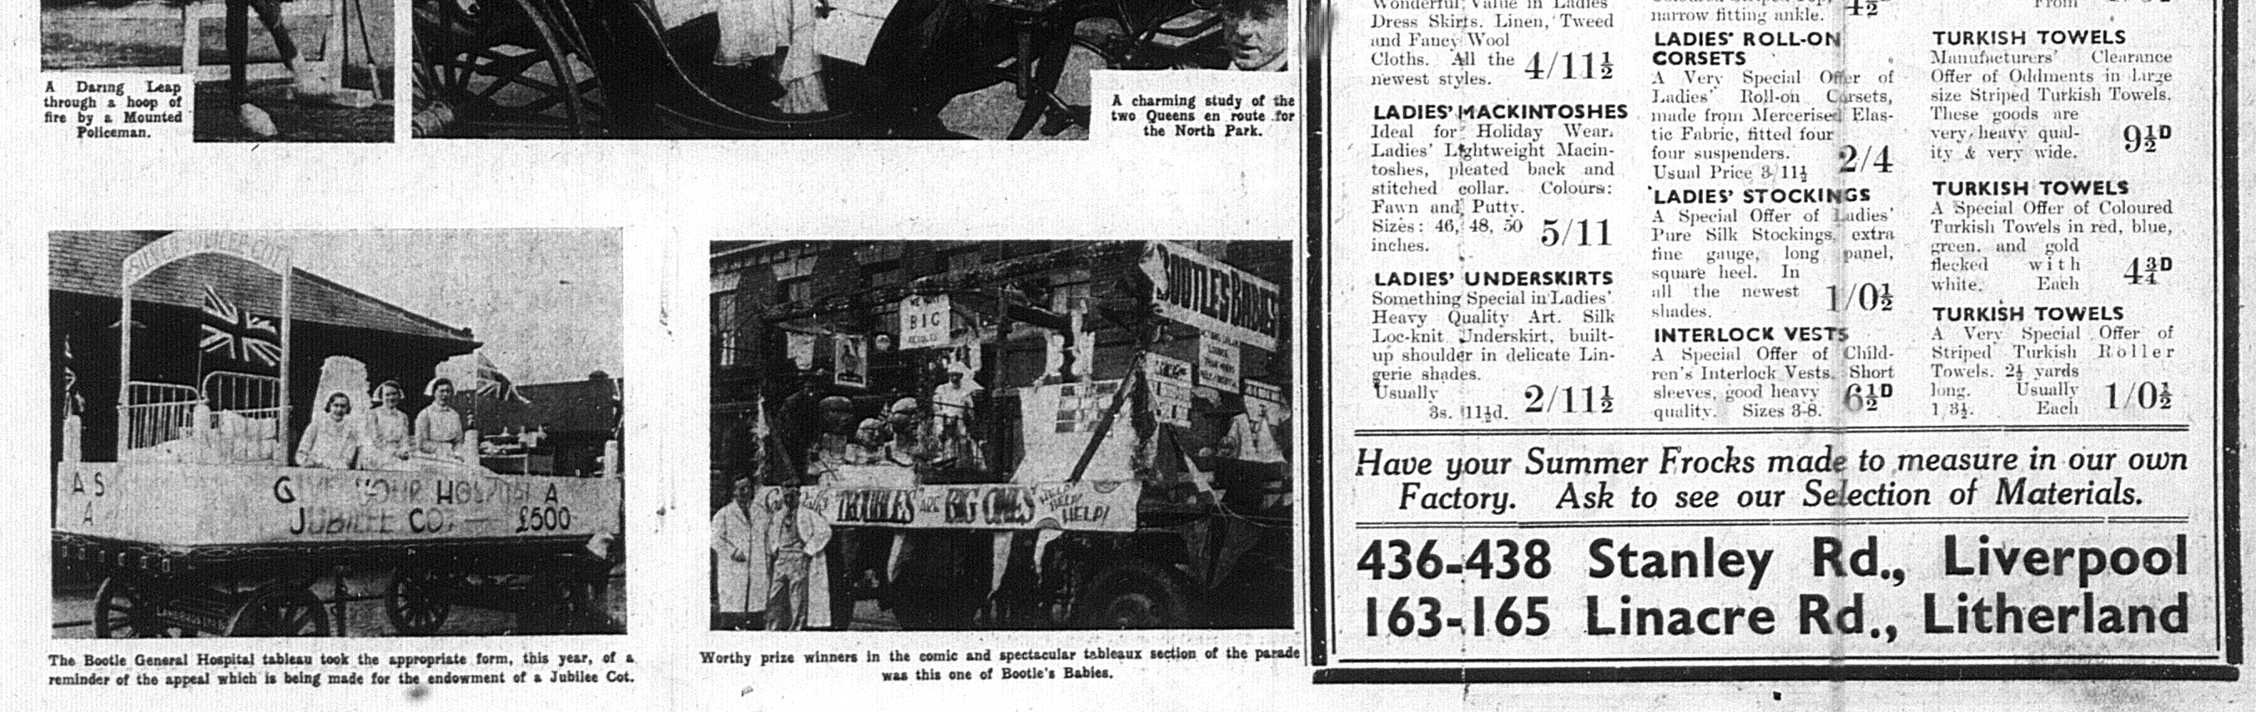 A Daring Leap
through a hoop of
fire by a Mounted
Policeman.
A charming study of the
two Queens en route for
the North Park.
SILVER JUBILEE COT
A S
A
GIVE YOUR HOSPITAL A
JUBILEE COT — £500
The Bootle General Hospital tableau took the appropriate form, this year, of a
reminder of the appeal which is being made for the endowment of a Jubilee Cot.
BOOTLES BABIES
BIG
TROUBLES ARE BIG ONES
HELP!
Worthy prize winners in the comic and spectacular tableaux section of the parade
was this one of Bootle's Babies.
Wonderful Value in Ladies'
Dress Skirts. Linen, Tweed
and Fancy Wool
Cloths. All the
newest styles. 4/11½
LADIES' MACKINTOSHES
Ideal for Holiday Wear.
Ladies' Lightweight Macin-
toshes, pleated back and
stitched collar. Colours:
Fawn and Putty.
Sizes: 46, 48, 50
inches. 5/11
LADIES' UNDERSKIRTS
Something Special in Ladies'
Heavy Quality Art. Silk
Loc-knit Underskirt, built-
up shoulder in delicate Lin-
gerie shades.
Usually
3s. 11½d. 2/11½
narrow fitting ankle.
LADIES' ROLL-ON
CORSETS
A Very Special Offer of
Ladies' Roll-on Corsets,
made from Mercerised Elas-
tic Fabric, fitted four
four suspenders.
Usual Price 3/11½ 2/4
LADIES' STOCKINGS
A Special Offer of Ladies'
Pure Silk Stockings, extra
fine gauge, long panel,
square heel. In
all the newest
shades. 1/0½
INTERLOCK VESTS
A Special Offer of Child-
ren's Interlock Vests. Short
sleeves, good heavy
quality. Sizes 3-8. 6½D
From
TURKISH TOWELS
Manufacturers' Clearance
Offer of Oddments in large
size Striped Turkish Towels.
These goods are
very heavy qual-
ity & very wide. 9½D
TURKISH TOWELS
A Special Offer of Coloured
Turkish Towels in red, blue,
green, and gold
flecked with
white. Each 4¾D
TURKISH TOWELS
A Very Special Offer of
Striped Turkish Roller
Towels. 2½ yards
long. Usually
1/3½. Each 1/0½
Have your Summer Frocks made to measure in our own
Factory. Ask to see our Selection of Materials.
436-438 Stanley Rd., Liverpool
163-165 Linacre Rd., Litherland